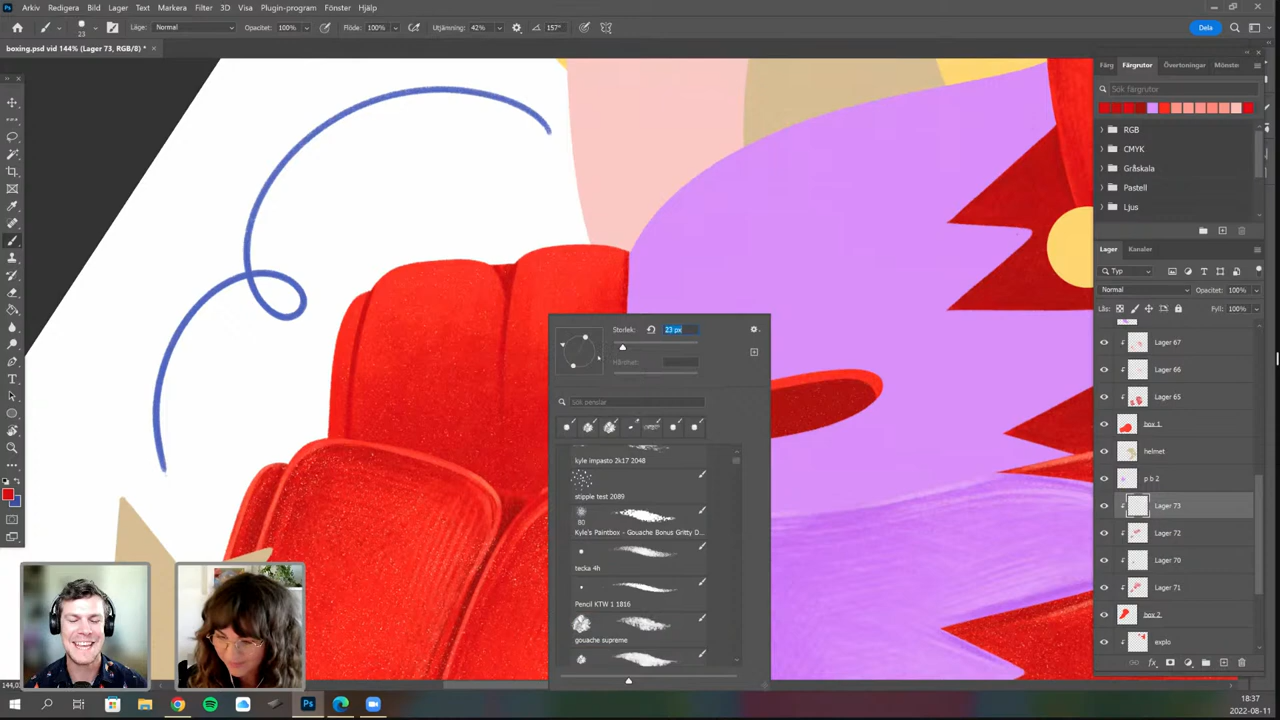 Arkiv Redigera Bild Lager Text Markera Filter 3D Visa Plugin-program Fönster Hjälp
23 Läge: Normal Opacitet: 100% Flöde: 100% Utjämning: 42% 157° Dela
boxing.psd vid 144% (Lager 73, RGB/8) * ×
Färg Färgrutor Övertoningar Mönste
Sök färgrutor
RGB
CMYK
Gråskala
Pastell
Ljus
Lager Kanaler
Typ
Normal Opacitet: 100%
Lås: Fyll: 100%
Lager 67
Lager 66
Lager 65
box 1
helmet
p b 2
Lager 73
Lager 72
Lager 70
Lager 71
box 2
explo
Storlek: 23 px
Hårdhet:
Sök penslar
kyle impasto 2k17 2048
stipple test 2089
80
Kyle's Paintbox - Gouache Bonus Gritty D...
tecka 4h
Pencil KTW 1 1816
gouache supreme
fx
18:37
2022-08-11